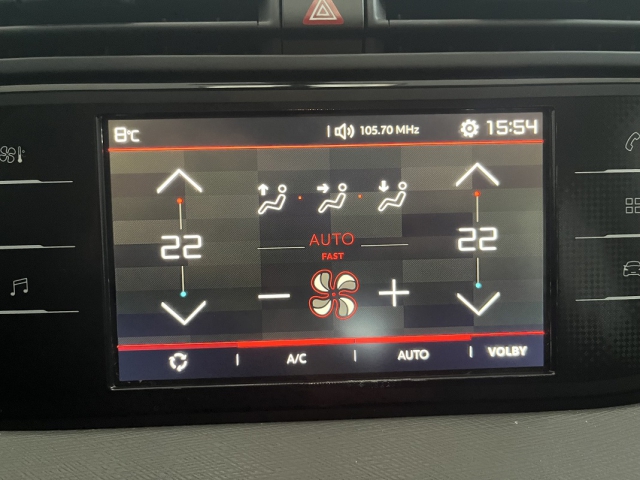 8°C 105.70 MHz 15:54
22 AUTO 22
FAST
A/C AUTO VOLBY